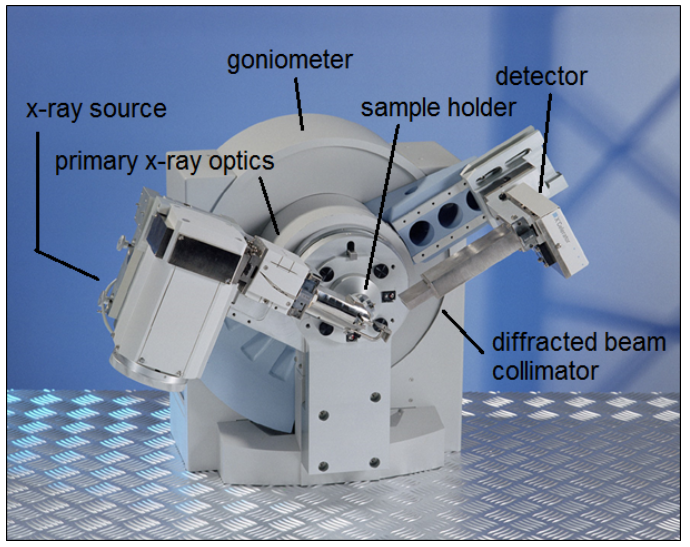 goniometer
detector
x-ray source
sample holder
primary x-ray optics
diffracted beam
collimator